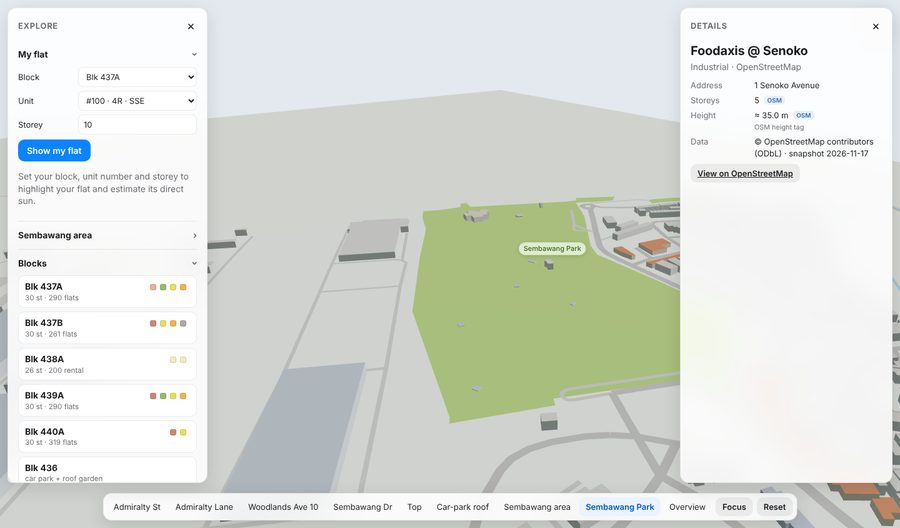 EXPLORE ×
My flat
Block Blk 437A
Unit #100 · 4R · SSE
Storey 10
Show my flat
Set your block, unit number and storey to
highlight your flat and estimate its direct
sun.
Sembawang area
Blocks
Blk 437A
30 st · 290 flats
Blk 437B
30 st · 261 flats
Blk 438A
26 st · 200 rental
Blk 439A
30 st · 290 flats
Blk 440A
30 st · 319 flats
Blk 436
car park + roof garden
Sembawang Park
DETAILS ×
Foodaxis @ Senoko
Industrial · OpenStreetMap
Address 1 Senoko Avenue
Storeys 5 OSM
Height ≈ 35.0 m OSM
OSM height tag
Data © OpenStreetMap contributors
(ODbL) · snapshot 2026-11-17
View on OpenStreetMap
Admiralty St Admiralty Lane Woodlands Ave 10 Sembawang Dr Top Car-park roof Sembawang area Sembawang Park Overview Focus Reset